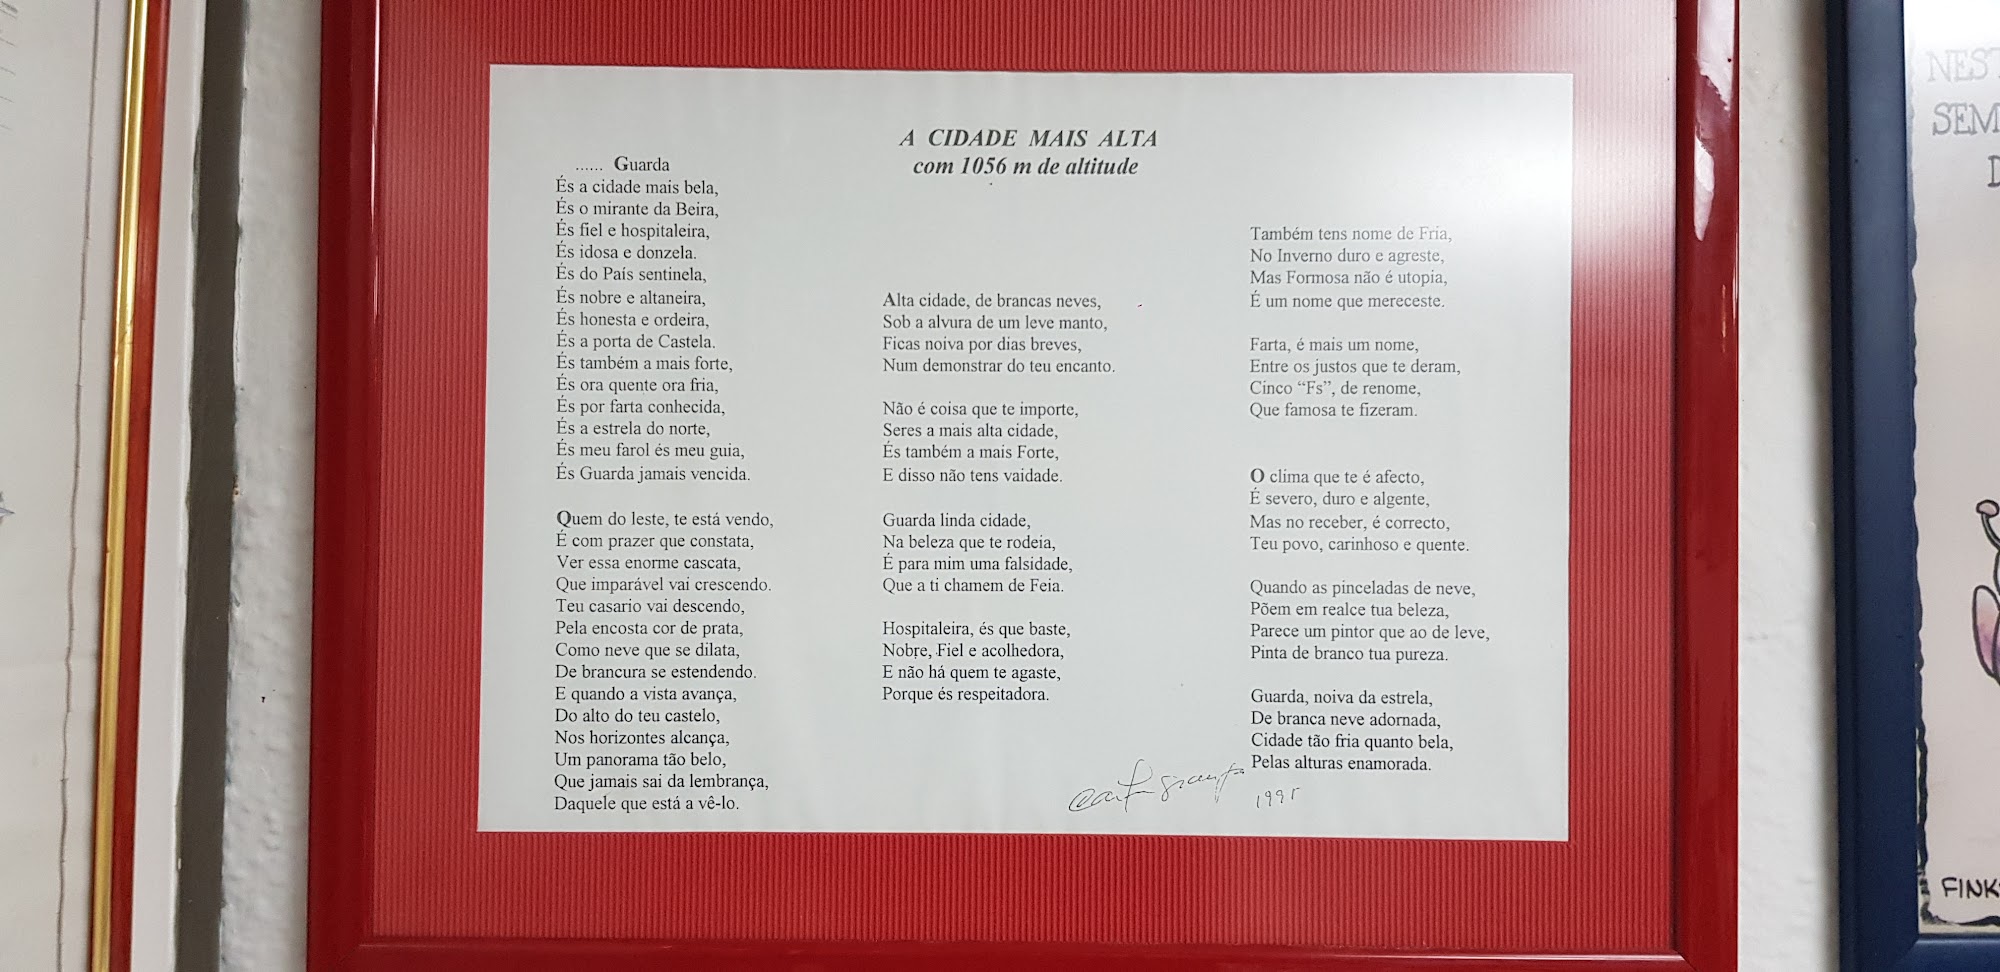 A CIDADE MAIS ALTA
com 1056 m de altitude
...... Guarda
És a cidade mais bela,
És o mirante da Beira,
És fiel e hospitaleira,
És idosa e donzela.
És do País sentinela,
És nobre e altaneira,
És honesta e ordeira,
És a porta de Castela.
És também a mais forte,
És ora quente ora fria,
És por farta conhecida,
És a estrela do norte,
És meu farol és meu guia,
És Guarda jamais vencida.
Quem do leste, te está vendo,
É com prazer que constata,
Ver essa enorme cascata,
Que imparável vai crescendo.
Teu casario vai descendo,
Pela encosta cor de prata,
Como neve que se dilata,
De brancura se estendendo.
E quando a vista avança,
Do alto do teu castelo,
Nos horizontes alcança,
Um panorama tão belo,
Que jamais sai da lembrança,
Daquele que está a vê-lo.
Alta cidade, de brancas neves,
Sob a alvura de um leve manto,
Ficas noiva por dias breves,
Num demonstrar do teu encanto.
Não é coisa que te importe,
Seres a mais alta cidade,
És também a mais Forte,
E disso não tens vaidade.
Guarda linda cidade,
Na beleza que te rodeia,
É para mim uma falsidade,
Que a ti chamem de Feia.
Hospitaleira, és que baste,
Nobre, Fiel e acolhedora,
E não há quem te agaste,
Porque és respeitadora.
Também tens nome de Fria,
No Inverno duro e agreste,
Mas Formosa não é utopia,
É um nome que mereceste.
Farta, é mais um nome,
Entre os justos que te deram,
Cinco “Fs”, de renome,
Que famosa te fizeram.
O clima que te é afecto,
É severo, duro e algente,
Mas no receber, é correcto,
Teu povo, carinhoso e quente.
Quando as pinceladas de neve,
Põem em realce tua beleza,
Parece um pintor que ao de leve,
Pinta de branco tua pureza.
Guarda, noiva da estrela,
De branca neve adornada,
Cidade tão fria quanto bela,
Pelas alturas enamorada.
NEST
SEM
D
FINK